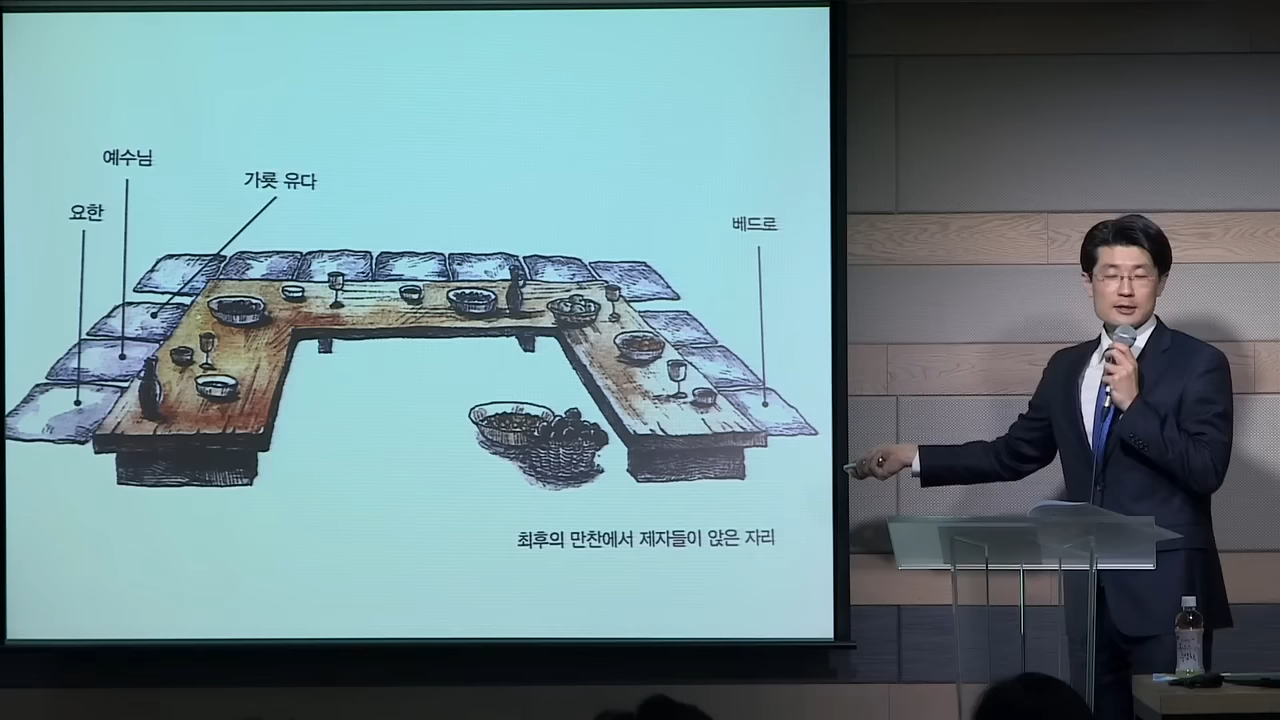 예수님
가룟 유다
요한
베드로
최후의 만찬에서 제자들이 앉은 자리